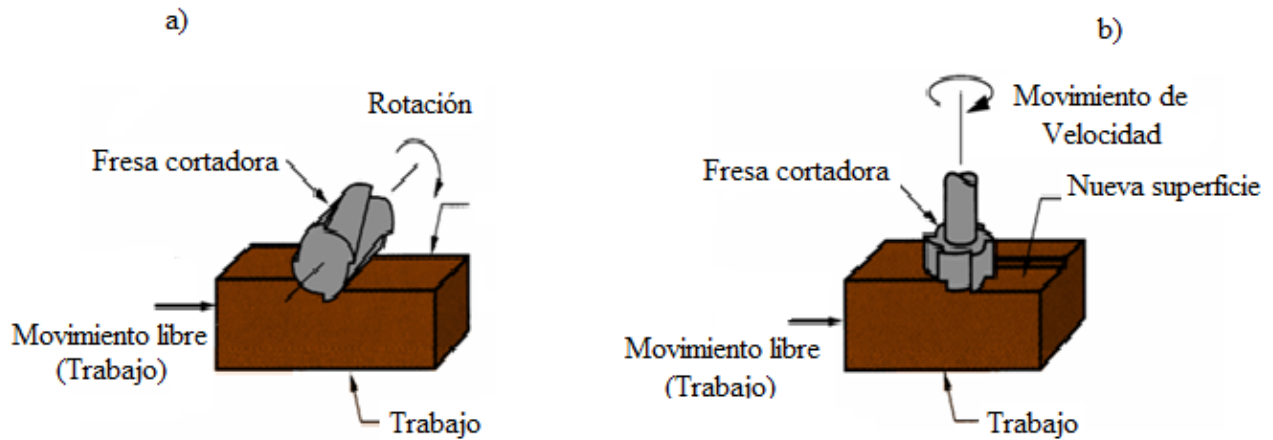 a)
Rotación
Fresa cortadora
Movimiento libre
(Trabajo)
Trabajo
b)
Movimiento de
Velocidad
Fresa cortadora
Nueva superficie
Movimiento libre
(Trabajo)
Trabajo